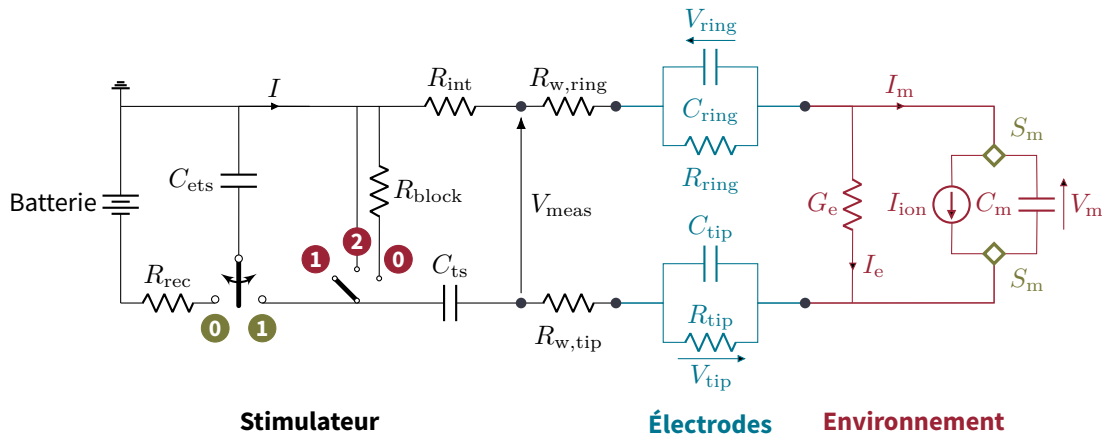 V_ring
I
R_int
R_w,ring
I_m
C_ring
S_m
C_ets
R_block
R_ring
Batterie
V_meas
G_e
I_ion
C_m
V_m
C_tip
1
2
0
C_ts
R_rec
I_e
S_m
R_tip
0
1
R_w,tip
V_tip
Stimulateur
Électrodes
Environnement